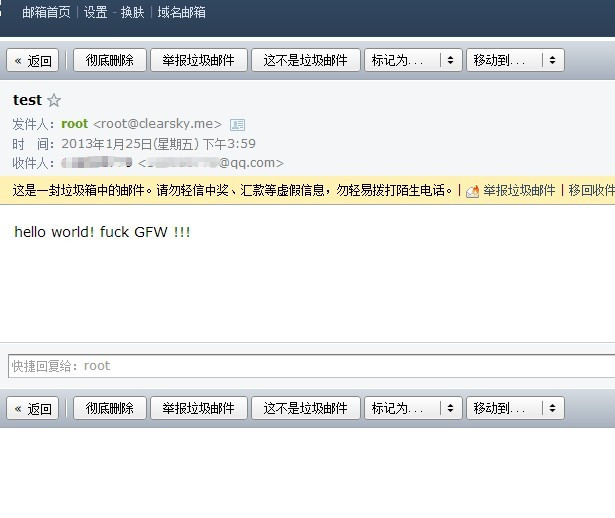 邮箱首页 | 设置 - 换肤 | 域名邮箱
« 返回 彻底删除 举报垃圾邮件 这不是垃圾邮件 标记为... 移动到...
test
发件人：root <root@clearsky.me>
时 间：2013年1月25日(星期五) 下午3:59
收件人： < @qq.com>
这是一封垃圾箱中的邮件。请勿轻信中奖、汇款等虚假信息，勿轻易拨打陌生电话。 | 举报垃圾邮件 | 移回收件
hello world! fuck GFW !!!
快捷回复给：root
« 返回 彻底删除 举报垃圾邮件 这不是垃圾邮件 标记为... 移动到...